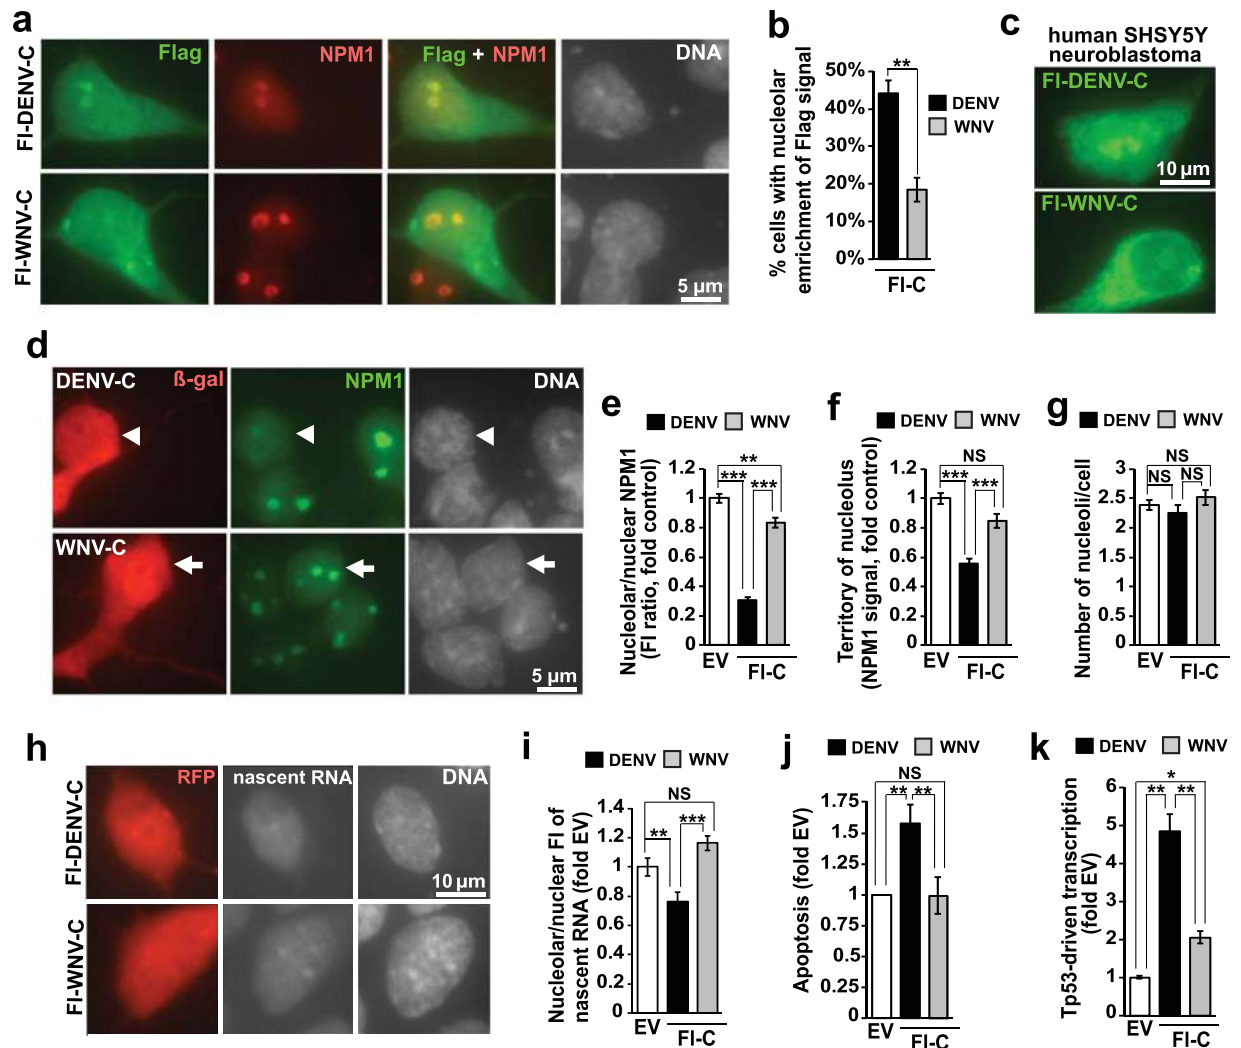 a
Flag
NPM1
Flag + NPM1
DNA
Fl-DENV-C
Fl-WNV-C
5 µm
b
% cells with nucleolar
enrichment of Flag signal
50%
40%
30%
20%
10%
0%
**
DENV
WNV
Fl-C
c
human SHSY5Y
neuroblastoma
Fl-DENV-C
10 µm
Fl-WNV-C
d
DENV-C
ß-gal
NPM1
DNA
WNV-C
5 µm
e
DENV
WNV
Nucleolar/nuclear NPM1
(FI ratio, fold control)
1.2
1
0.8
0.6
0.4
0.2
0
**
***
***
EV
Fl-C
f
DENV
WNV
Territory of nucleolus
(NPM1 signal, fold control)
1.2
1
0.8
0.6
0.4
0.2
0
NS
***
***
EV
Fl-C
g
DENV
WNV
Number of nucleoli/cell
3
2.5
2
1.5
1
0.5
0
NS
NS
NS
EV
Fl-C
h
RFP
nascent RNA
DNA
Fl-DENV-C
10 µm
Fl-WNV-C
i
DENV
WNV
Nucleolar/nuclear FI of
nascent RNA (fold EV)
1.4
1.2
1
0.8
0.6
0.4
0.2
0
NS
**
***
EV
Fl-C
j
DENV
WNV
Apoptosis (fold EV)
1.75
1.5
1.25
1
0.75
0.5
0.25
0
NS
**
**
EV
Fl-C
k
DENV
WNV
Tp53-driven transcription
(fold EV)
6
5
4
3
2
1
0
*
**
**
EV
Fl-C